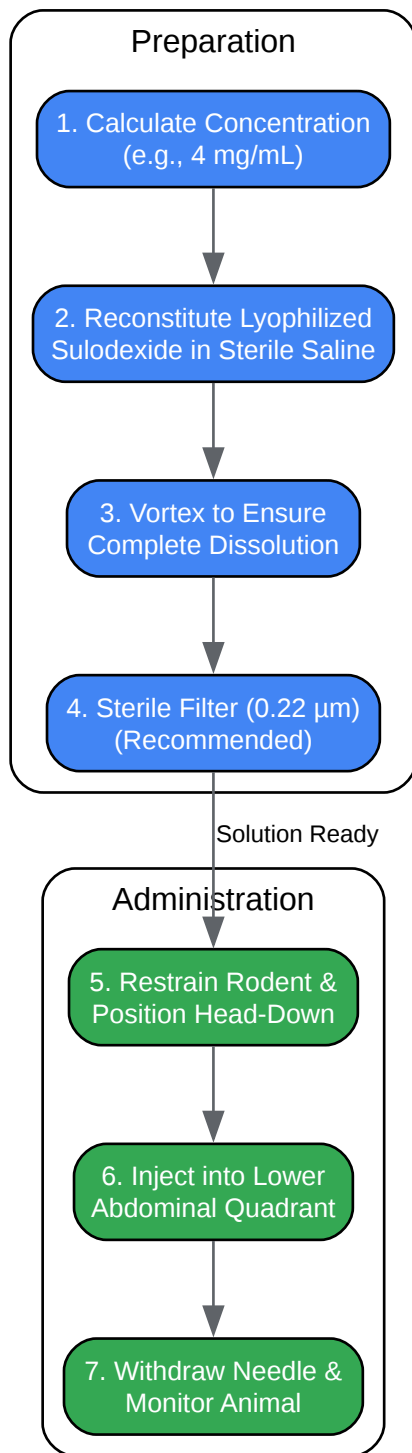 Preparation
1. Calculate Concentration
(e.g., 4 mg/mL)
2. Reconstitute Lyophilized
Sulodexide in Sterile Saline
3. Vortex to Ensure
Complete Dissolution
4. Sterile Filter (0.22 µm)
(Recommended)
Solution Ready
Administration
5. Restrain Rodent &
Position Head-Down
6. Inject into Lower
Abdominal Quadrant
7. Withdraw Needle &
Monitor Animal